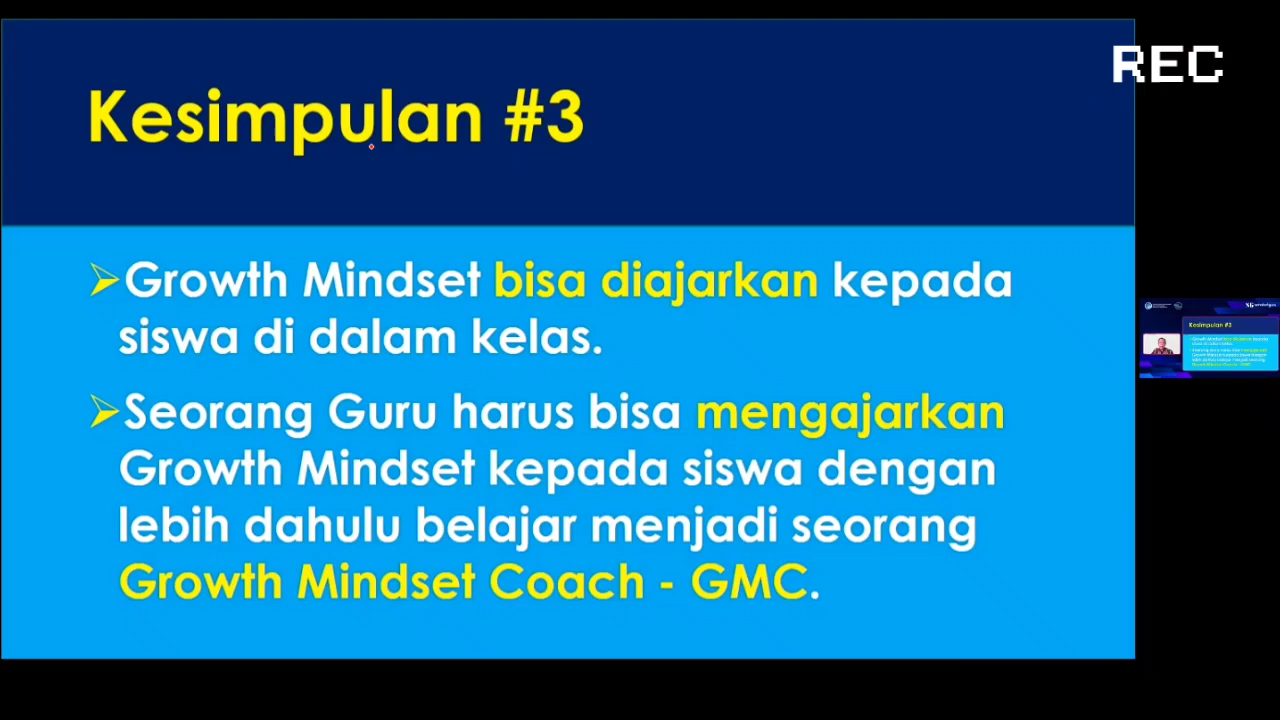 Kesimpulan #3
REC
Growth Mindset bisa diajarkan kepada
siswa di dalam kelas.
Seorang Guru harus bisa mengajarkan
Growth Mindset kepada siswa dengan
lebih dahulu belajar menjadi seorang
Growth Mindset Coach - GMC.
Kesimpulan #3